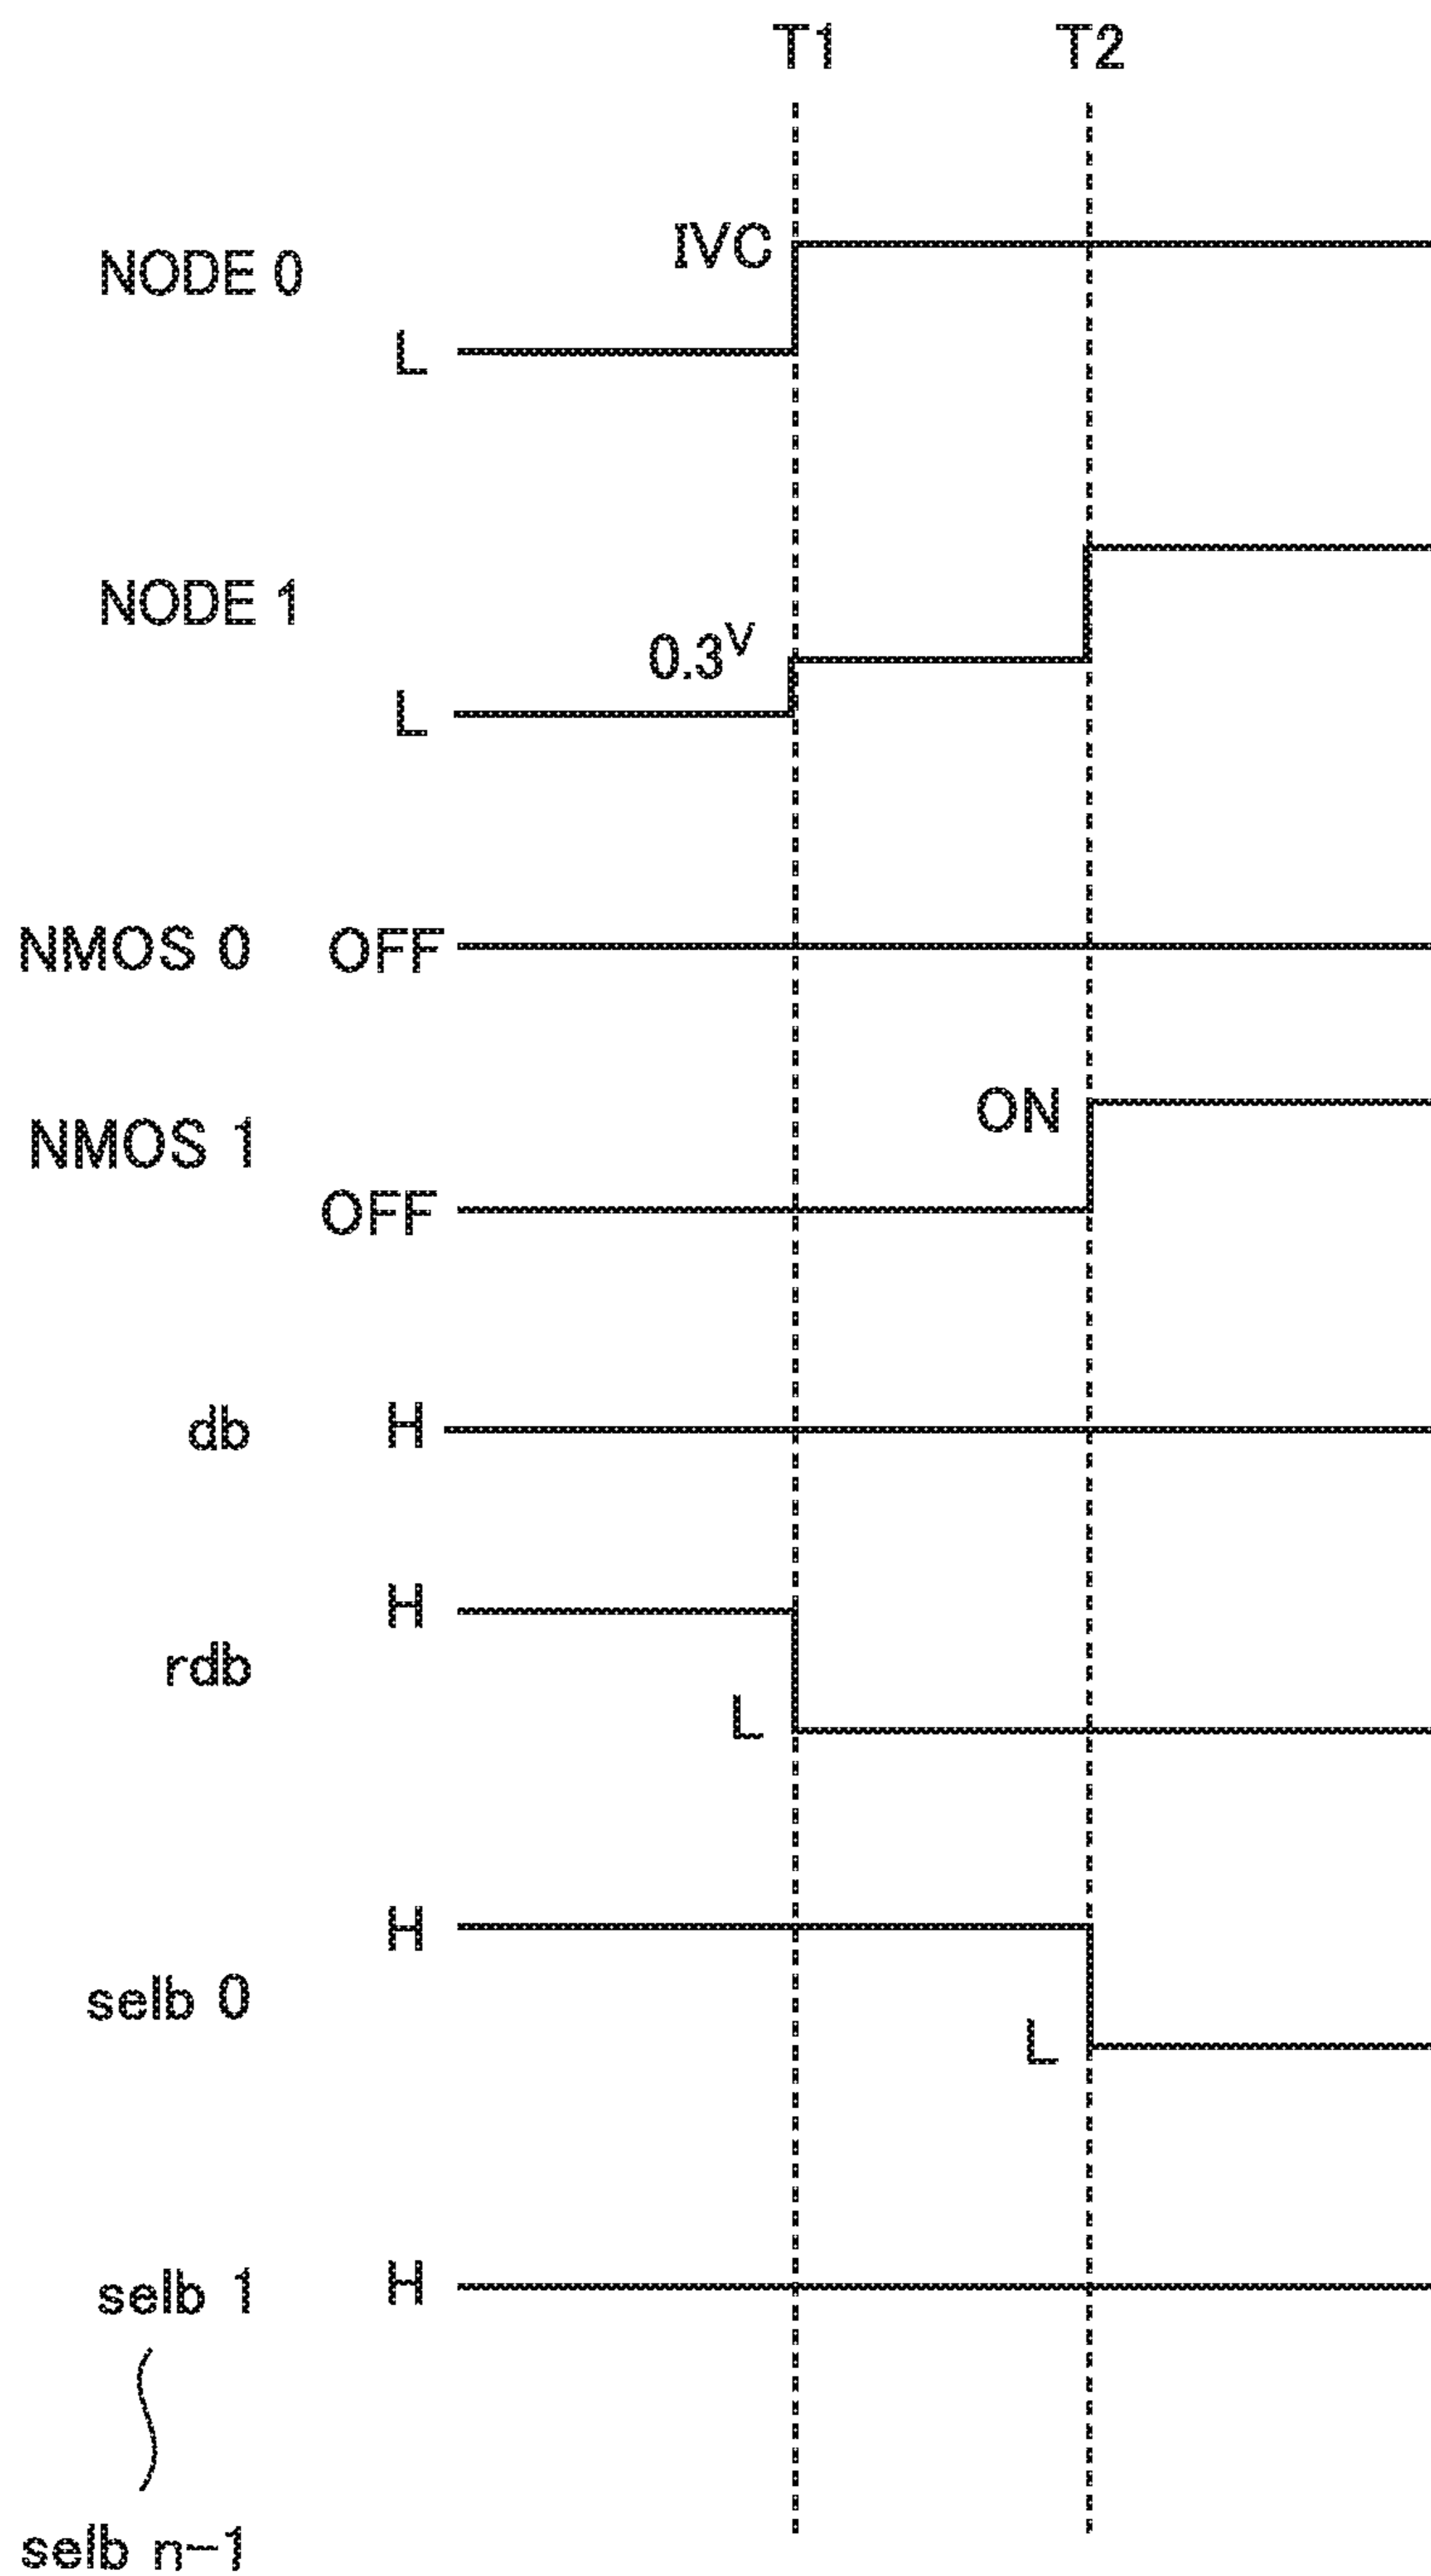 T1 T2
IVC
NODE 0
L
NODE 1
0.3V
L
NMOS 0 OFF
ON
NMOS 1
OFF
db H
H
rdb
L
H
selb 0
L
selb 1 H
selb n-1